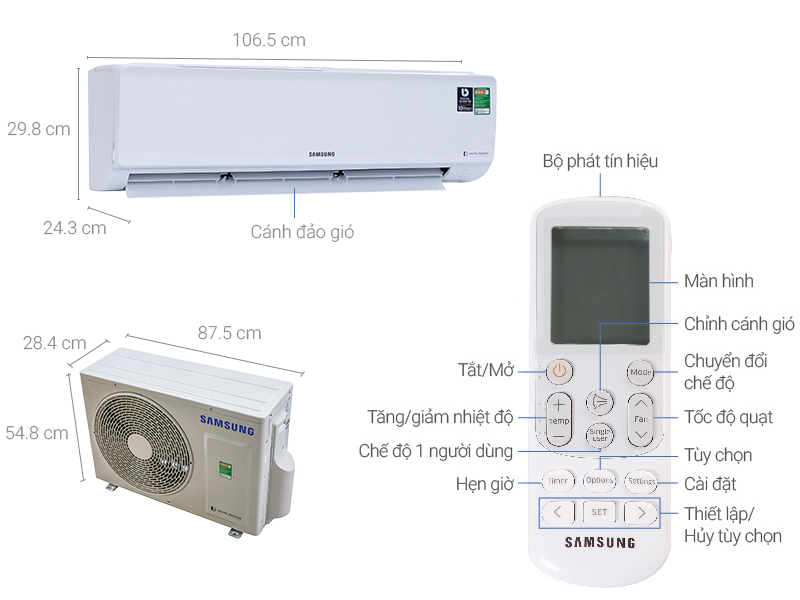 106.5 cm
29.8 cm
SAMSUNG
24.3 cm
Cánh đảo gió
28.4 cm
87.5 cm
54.8 cm
SAMSUNG
Bộ phát tín hiệu
Màn hình
Chỉnh cánh gió
Tắt/Mở
Mode
Chuyển đổi
chế độ
Tăng/giảm nhiệt độ
Temp
Fan
Tốc độ quạt
Chế độ 1 người dùng
Single
user
Tùy chọn
Hẹn giờ
Timer
Options
Settings
Cài đặt
SET
Thiết lập/
Hủy tùy chọn
SAMSUNG